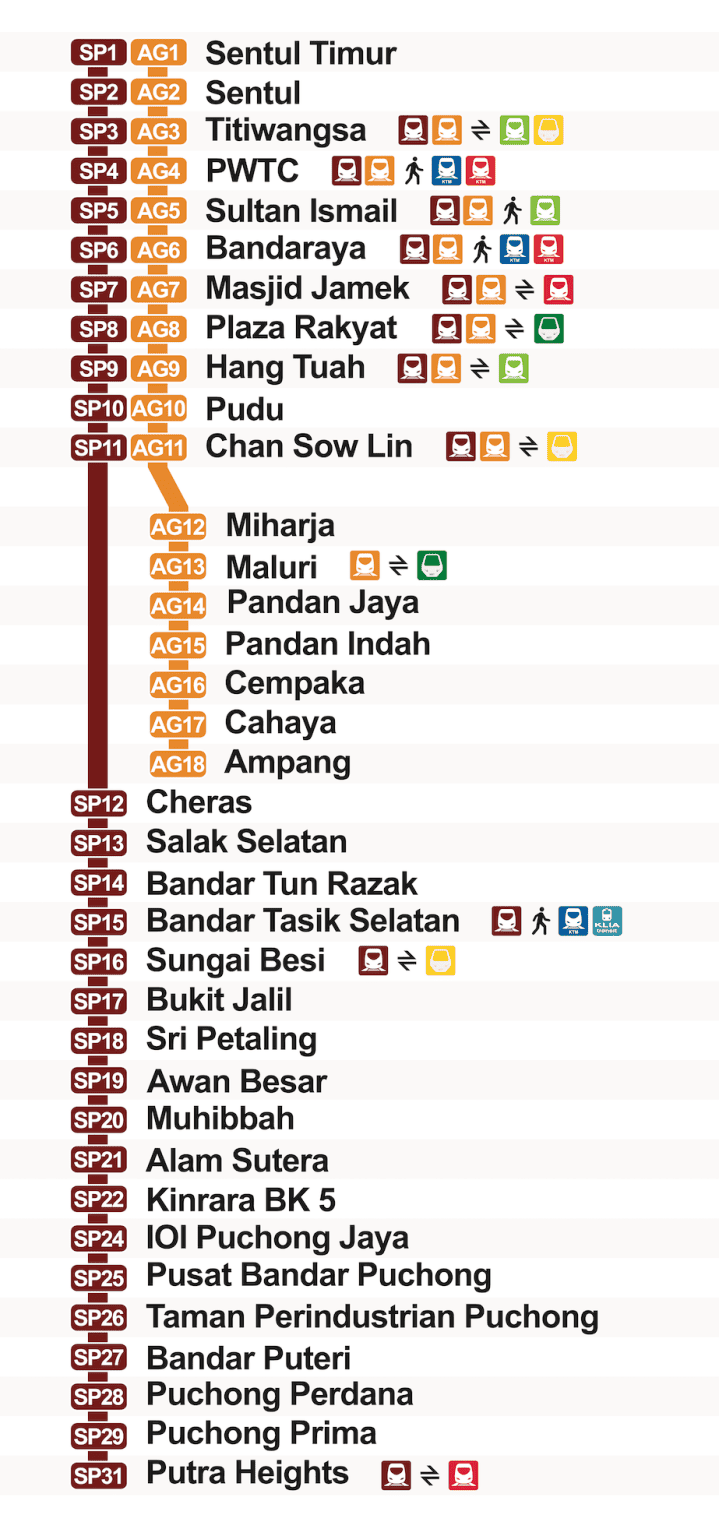 SP1 AG1 Sentul Timur
SP2 AG2 Sentul
SP3 AG3 Titiwangsa
SP4 AG4 PWTC KTM KTM
SP5 AG5 Sultan Ismail
SP6 AG6 Bandaraya KTM KTM
SP7 AG7 Masjid Jamek
SP8 AG8 Plaza Rakyat
SP9 AG9 Hang Tuah
SP10 AG10 Pudu
SP11 AG11 Chan Sow Lin
AG12 Miharja
AG13 Maluri
AG14 Pandan Jaya
AG15 Pandan Indah
AG16 Cempaka
AG17 Cahaya
AG18 Ampang
SP12 Cheras
SP13 Salak Selatan
SP14 Bandar Tun Razak
SP15 Bandar Tasik Selatan KTM KLIA transit
SP16 Sungai Besi
SP17 Bukit Jalil
SP18 Sri Petaling
SP19 Awan Besar
SP20 Muhibbah
SP21 Alam Sutera
SP22 Kinrara BK 5
SP24 IOI Puchong Jaya
SP25 Pusat Bandar Puchong
SP26 Taman Perindustrian Puchong
SP27 Bandar Puteri
SP28 Puchong Perdana
SP29 Puchong Prima
SP31 Putra Heights